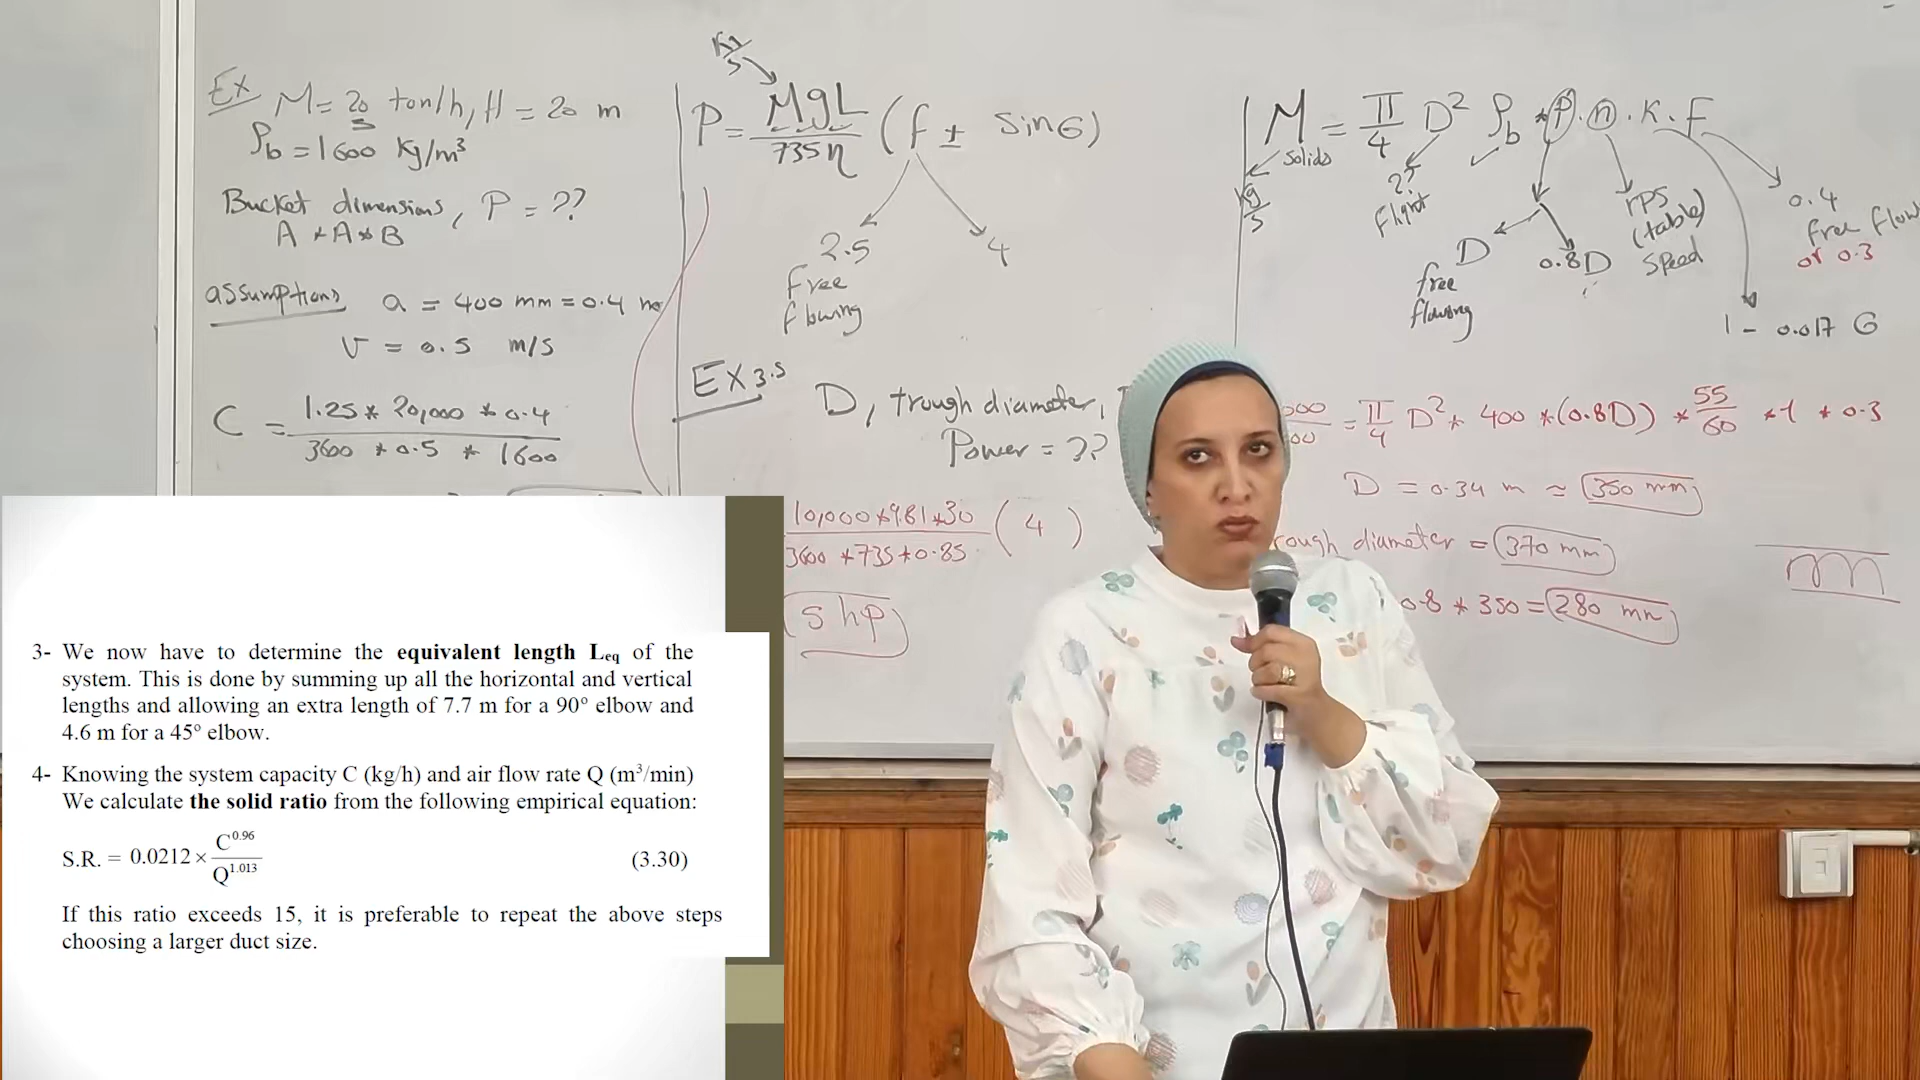 Ex M = 20 ton/h, H = 20 m
5
ρb = 1600 Kg/m³
Bucket dimensions, P = ??
A * A * B
assumptions a = 400 mm = 0.4 m
v = 0.5 m/s
C = 1.25 * 20,000 * 0.4
3600 * 0.5 * 1600
Kg
s
P = MgL / 735η (f ± Sin θ)
2.5
Free
flowing
4
EX 3.5 D, trough diameter,
Power = ??
10,000 * 9.81 * 30 ( 4 )
3600 * 735 * 0.85
5 hp
M = π/4 D² ρb * P . n . K . F
solids
kg
s
??
flight
D
free
flowing
0.8D
rps
(table)
speed
0.4
free flow
or 0.3
1 - 0.017 θ
000
00
= π/4 D² * 400 * (0.8D) * 55/60 * 1 * 0.3
D = 0.34 m ≃ 350 mm
rough diameter = 370 mm
0.8 * 350 = 280 mm
3- We now have to determine the equivalent length Leq of the
system. This is done by summing up all the horizontal and vertical
lengths and allowing an extra length of 7.7 m for a 90º elbow and
4.6 m for a 45º elbow.
4- Knowing the system capacity C (kg/h) and air flow rate Q (m³/min)
We calculate the solid ratio from the following empirical equation:
S.R. = 0.0212 × C^0.96 / Q^1.013 (3.30)
If this ratio exceeds 15, it is preferable to repeat the above steps
choosing a larger duct size.